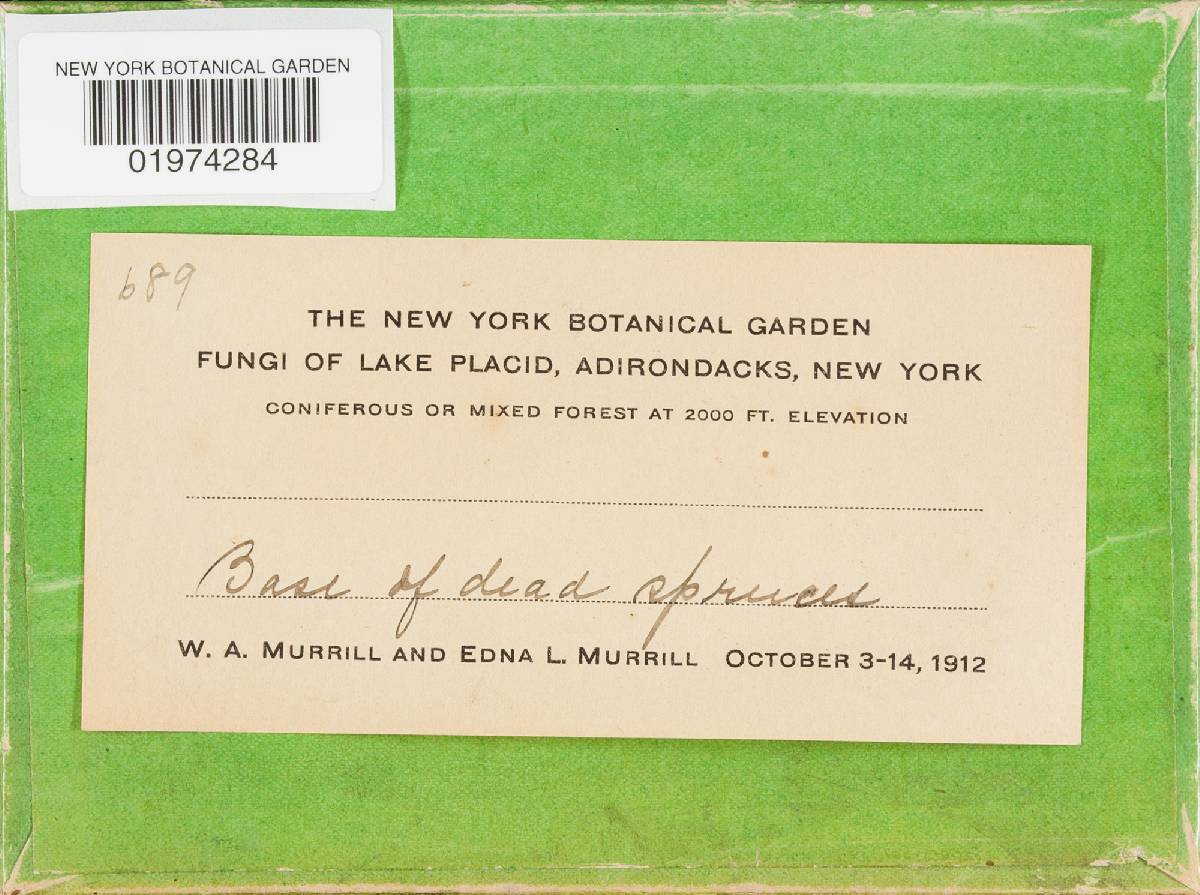 NEW YORK BOTANICAL GARDEN
01974284
689
THE NEW YORK BOTANICAL GARDEN
FUNGI OF LAKE PLACID, ADIRONDACKS, NEW YORK
CONIFEROUS OR MIXED FOREST AT 2000 FT. ELEVATION
Base of dead spruces
W. A. MURRILL AND EDNA L. MURRILL OCTOBER 3-14, 1912